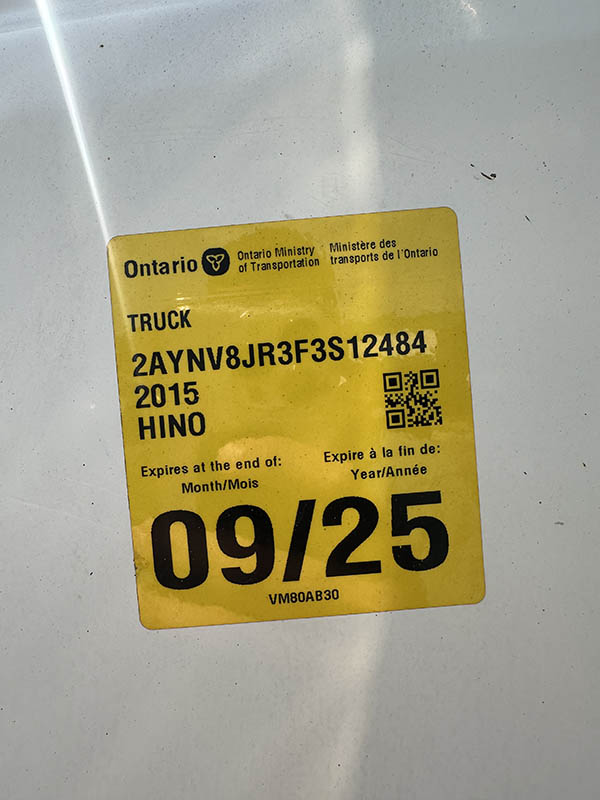 Ontario Ontario Ministry of Transportation Ministère des transports de l'Ontario
TRUCK
2AYNV8JR3F3S12484
2015
HINO
Expires at the end of: Expire à la fin de:
Month/Mois Year/Année
09/25
VM80AB30